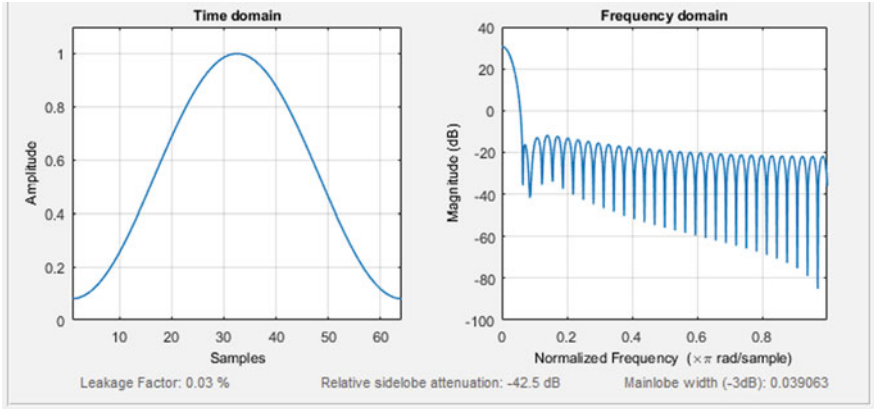 Time domain
1
0.8
0.6
0.4
0.2
0
Amplitude
10 20 30 40 50 60
Samples
Frequency domain
40
20
0
-20
-40
-60
-80
-100
Magnitude (dB)
0 0.2 0.4 0.6 0.8
Normalized Frequency (×π rad/sample)
Leakage Factor: 0.03 % Relative sidelobe attenuation: -42.5 dB Mainlobe width (-3dB): 0.039063